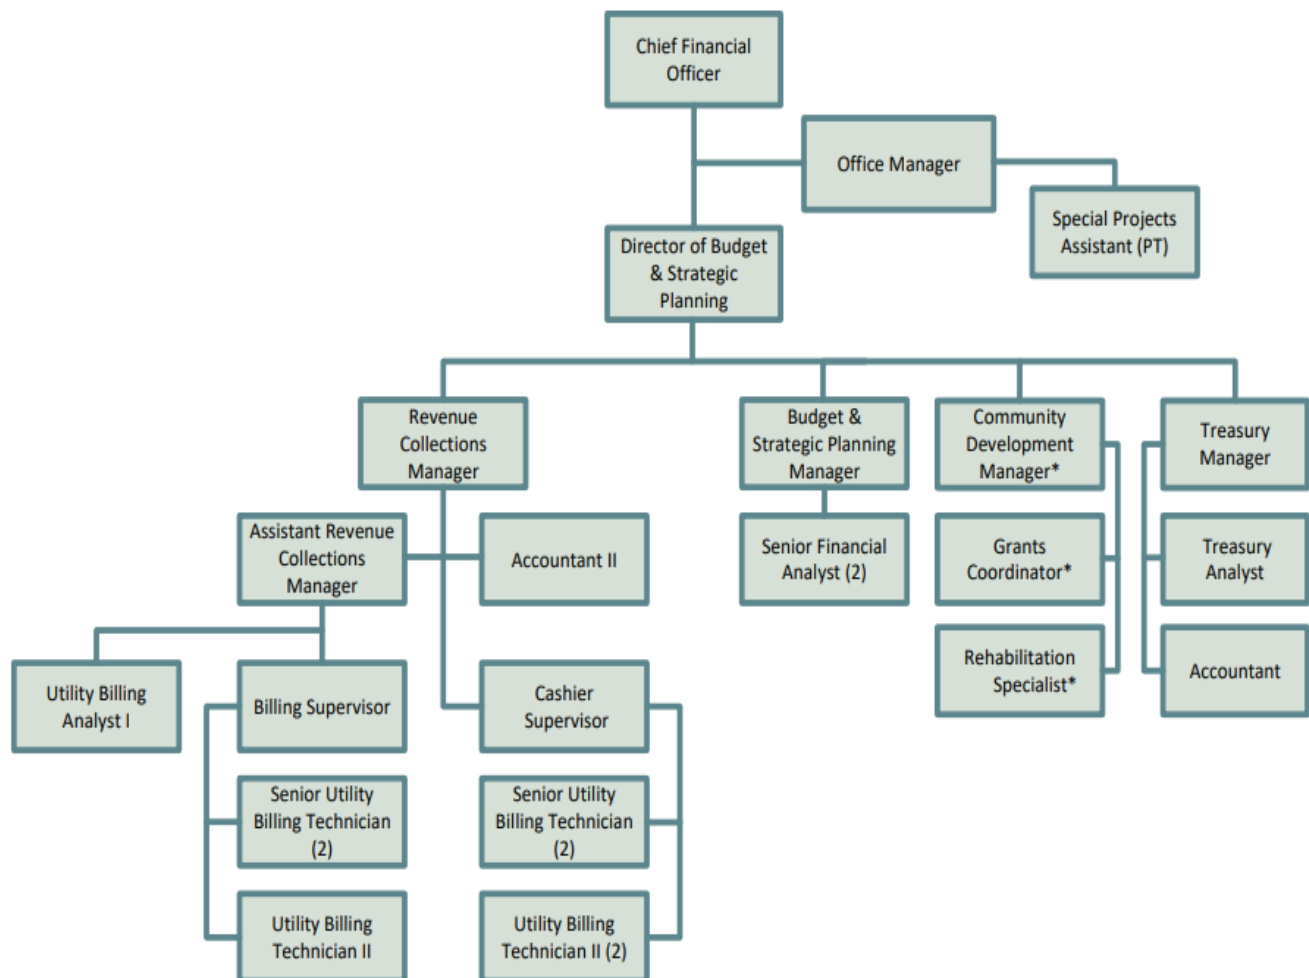 Chief Financial
Officer
Office Manager
Special Projects
Assistant (PT)
Director of Budget
& Strategic
Planning
Revenue
Collections
Manager
Budget &
Strategic Planning
Manager
Community
Development
Manager*
Treasury
Manager
Assistant Revenue
Collections
Manager
Accountant II
Senior Financial
Analyst (2)
Grants
Coordinator*
Treasury
Analyst
Utility Billing
Analyst I
Billing Supervisor
Cashier
Supervisor
Rehabilitation
Specialist*
Accountant
Senior Utility
Billing Technician
(2)
Senior Utility
Billing Technician
(2)
Utility Billing
Technician II
Utility Billing
Technician II (2)